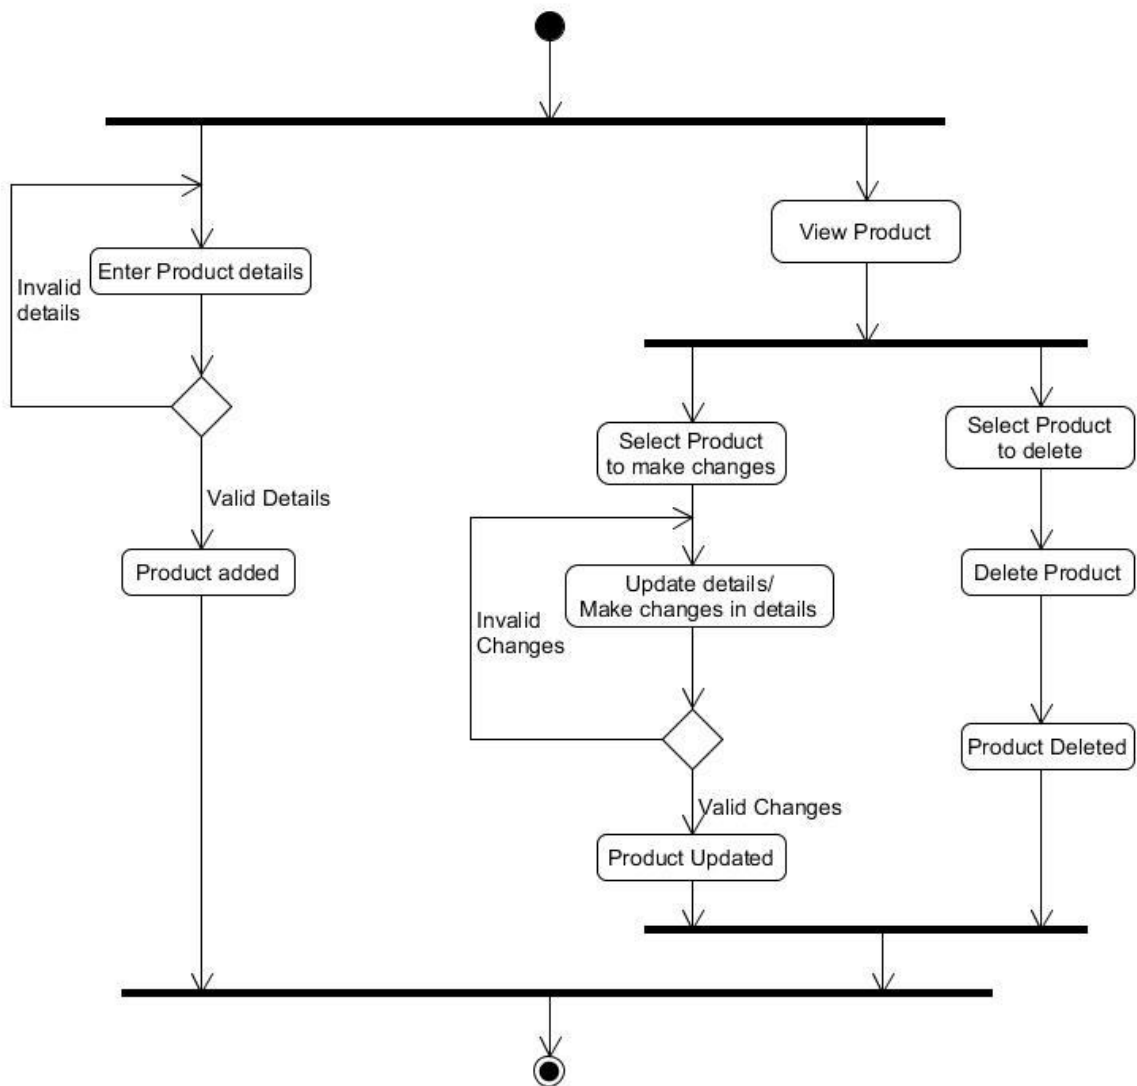 View Product
Enter Product details
Invalid
details
Select Product
to make changes
Select Product
to delete
Valid Details
Product added
Update details/
Make changes in details
Delete Product
Invalid
Changes
Product Deleted
Valid Changes
Product Updated